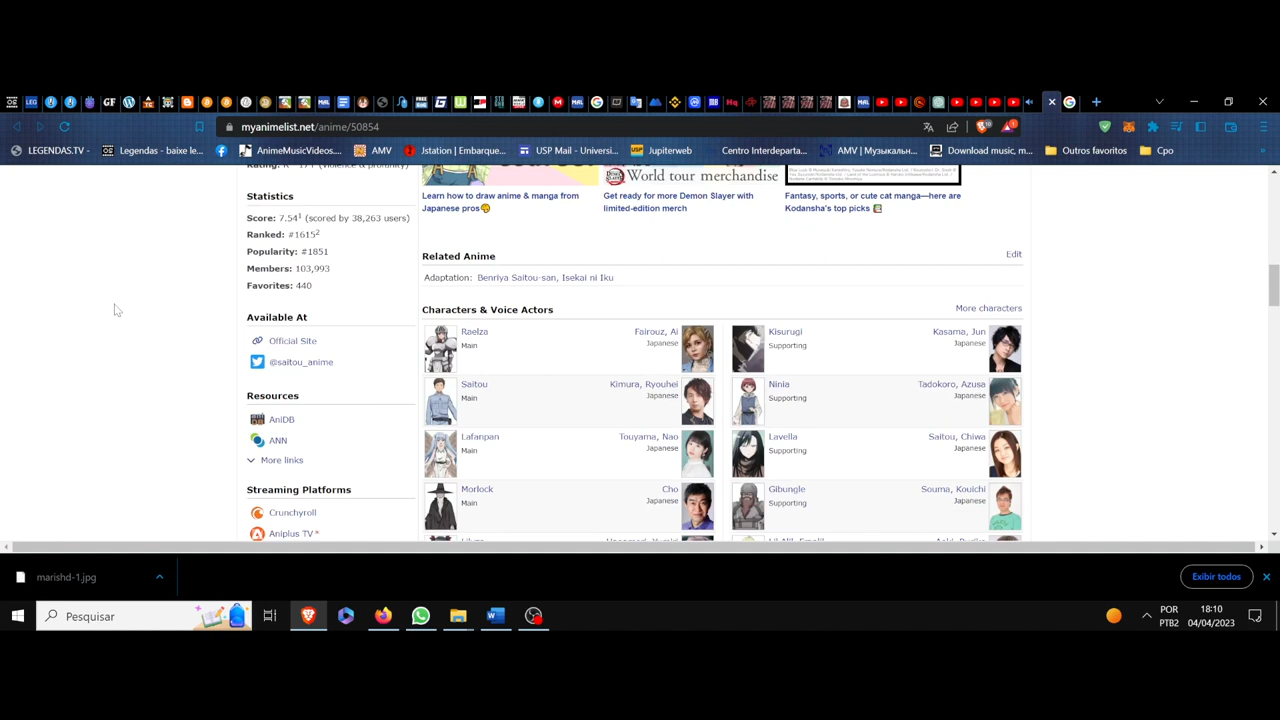 myanimelist.net/anime/50854
LEGENDAS.TV -
Legendas - baixe le...
AnimeMusicVideos....
AMV
Jstation | Embarque...
USP Mail - Universi...
Jupiterweb
Centro Interdeparta...
AMV | Музыкальн...
Download music, m...
Outros favoritos
Cpo
World tour merchandise
Learn how to draw anime & manga from
Japanese pros
Get ready for more Demon Slayer with
limited-edition merch
Fantasy, sports, or cute cat manga—here are
Kodansha's top picks
Statistics
Score: 7.54¹ (scored by 38,263 users)
Ranked: #1615²
Popularity: #1851
Members: 103,993
Favorites: 440
Available At
Official Site
@saitou_anime
Resources
AniDB
ANN
More links
Streaming Platforms
Crunchyroll
Aniplus TV *
Related Anime
Edit
Adaptation: Benriya Saitou-san, Isekai ni Iku
Characters & Voice Actors
More characters
Raelza
Main
Fairouz, Ai
Japanese
Kisurugi
Supporting
Kasama, Jun
Japanese
Saitou
Main
Kimura, Ryouhei
Japanese
Ninia
Supporting
Tadokoro, Azusa
Japanese
Lafanpan
Main
Touyama, Nao
Japanese
Lavella
Supporting
Saitou, Chiwa
Japanese
Morlock
Main
Cho
Japanese
Gibungle
Supporting
Souma, Kouichi
Japanese
marishd-1.jpg
Exibir todos
Pesquisar
POR
PTB2
18:10
04/04/2023